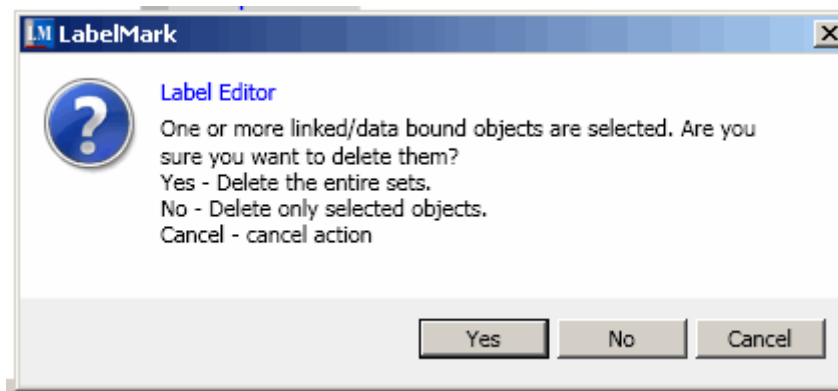 LM LabelMark
Label Editor
One or more linked/data bound objects are selected. Are you
sure you want to delete them?
Yes - Delete the entire sets.
No - Delete only selected objects.
Cancel - cancel action
Yes No Cancel